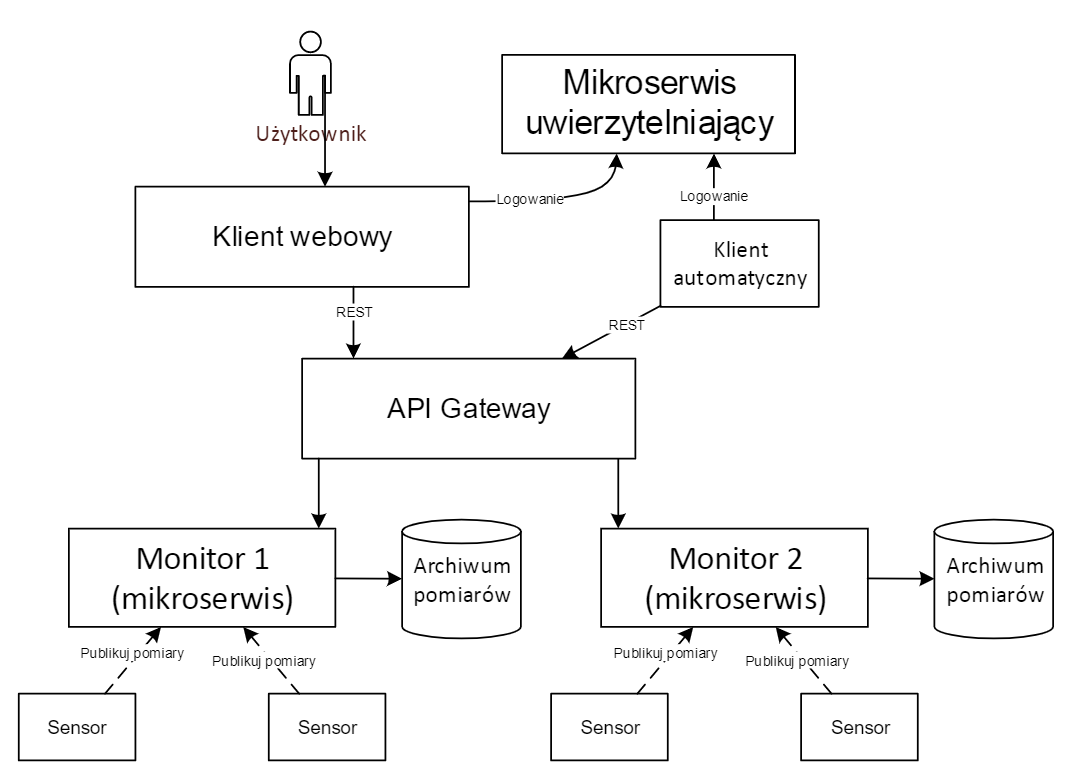 Mikroserwis
uwierzytelniający
Użytkownik
Logowanie
Logowanie
Klient webowy
Klient
automatyczny
REST
REST
API Gateway
Monitor 1
(mikroserwis)
Archiwum
pomiarów
Monitor 2
(mikroserwis)
Archiwum
pomiarów
Publikuj pomiary
Publikuj pomiary
Publikuj pomiary
Publikuj pomiary
Sensor
Sensor
Sensor
Sensor